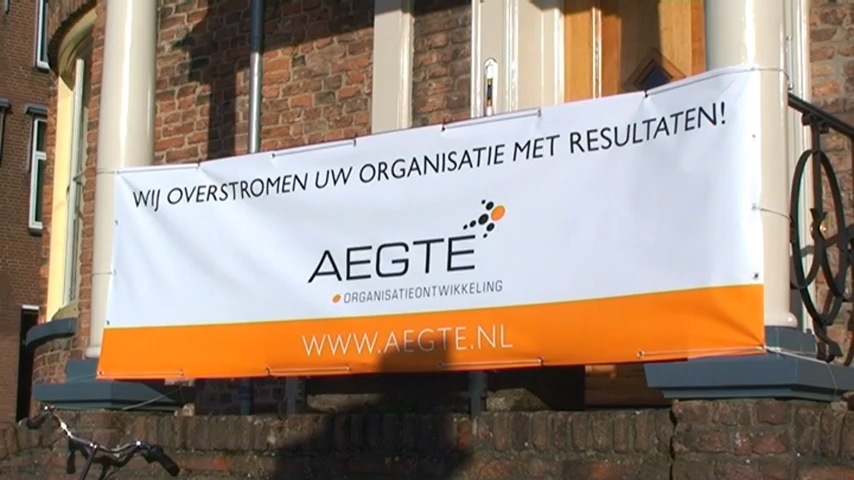 WIJ OVERSTROMEN UW ORGANISATIE MET RESULTATEN!
AEGTE
ORGANISATIEONTWIKKELING
WWW.AEGTE.NL